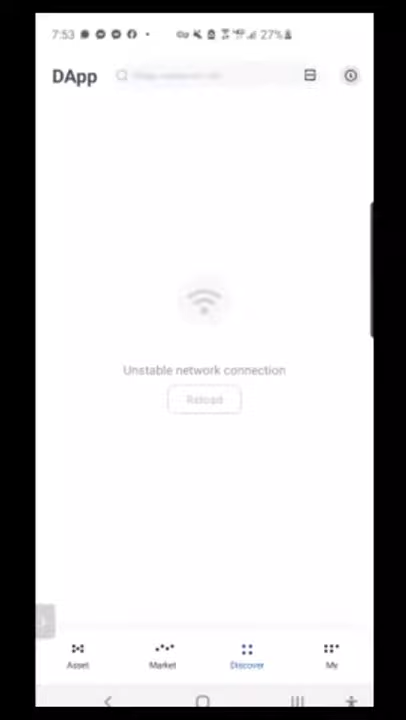 7:53
27%
DApp
Unstable network connection
Reload
Asset
Market
Discover
My